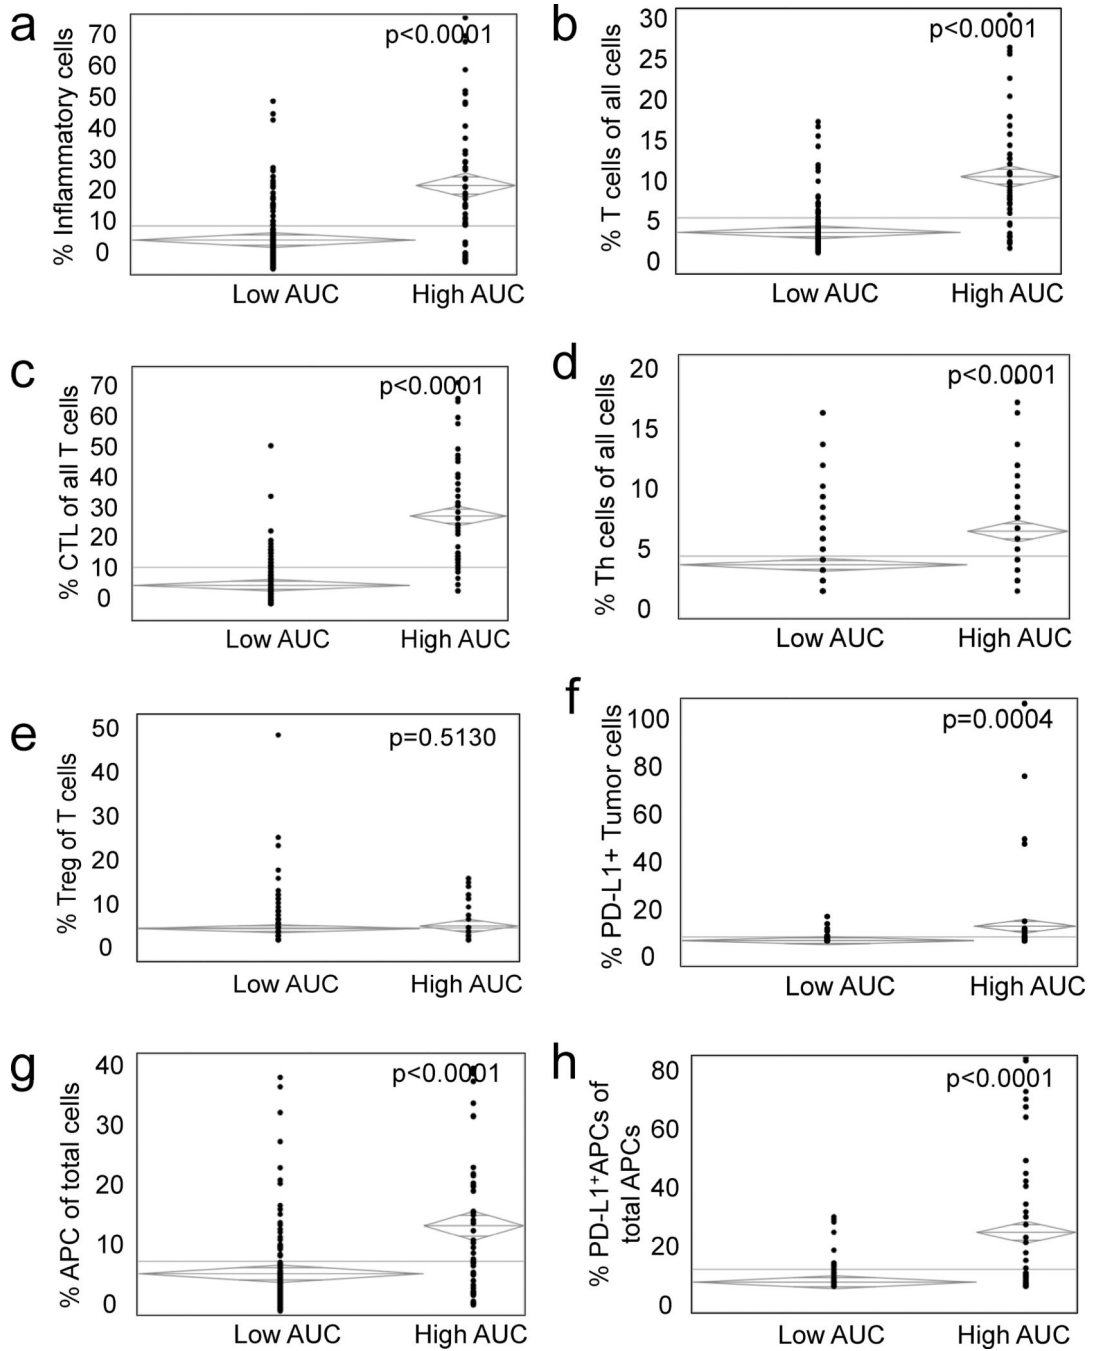 a
% Inflammatory cells
70
60
50
40
30
20
10
0
p<0.0001
Low AUC
High AUC
b
% T cells of all cells
30
25
20
15
10
5
0
p<0.0001
Low AUC
High AUC
c
% CTL of all T cells
70
60
50
40
30
20
10
0
p<0.0001
Low AUC
High AUC
d
% Th cells of all cells
20
15
10
5
0
p<0.0001
Low AUC
High AUC
e
% Treg of T cells
50
40
30
20
10
0
p=0.5130
Low AUC
High AUC
f
% PD-L1+ Tumor cells
100
80
60
40
20
0
p=0.0004
Low AUC
High AUC
g
% APC of total cells
40
30
20
10
0
p<0.0001
Low AUC
High AUC
h
% PD-L1⁺APCs of
total APCs
80
60
40
20
0
p<0.0001
Low AUC
High AUC